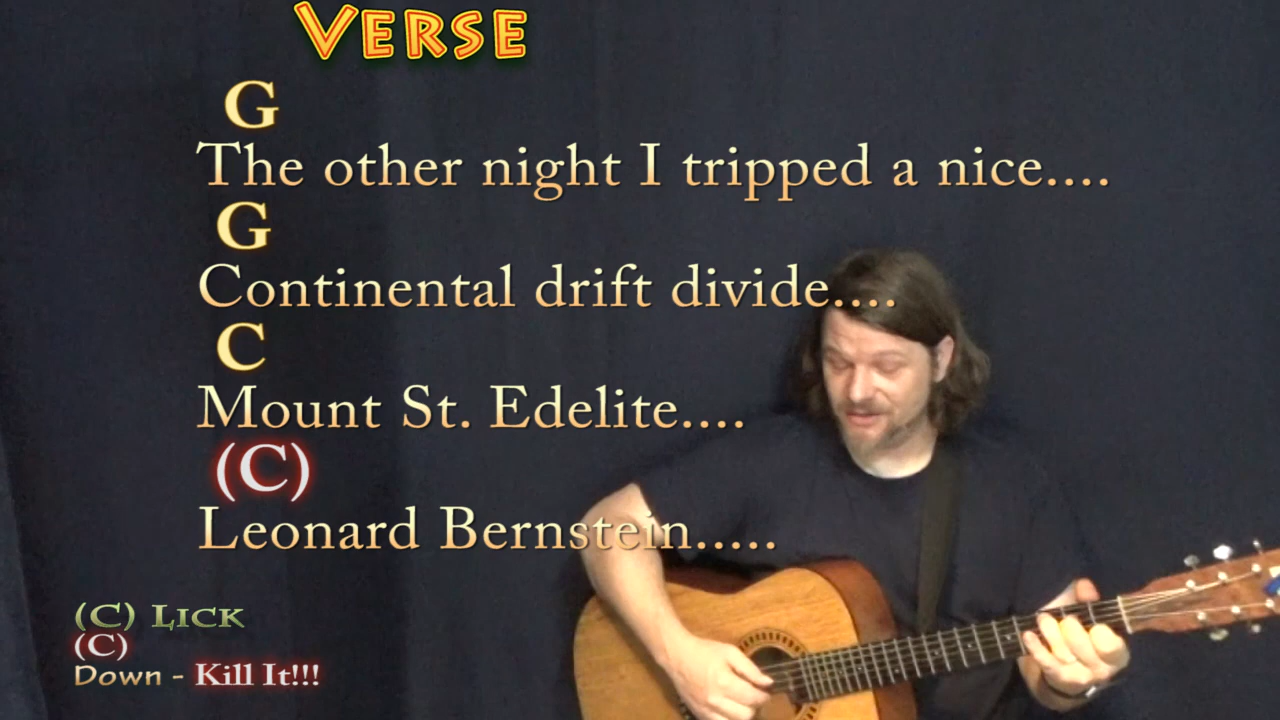 VERSE
G
The other night I tripped a nice....
G
Continental drift divide....
C
Mount St. Edelite....
(C)
Leonard Bernstein.....
(C) LICK
(C)
Down - Kill It!!!